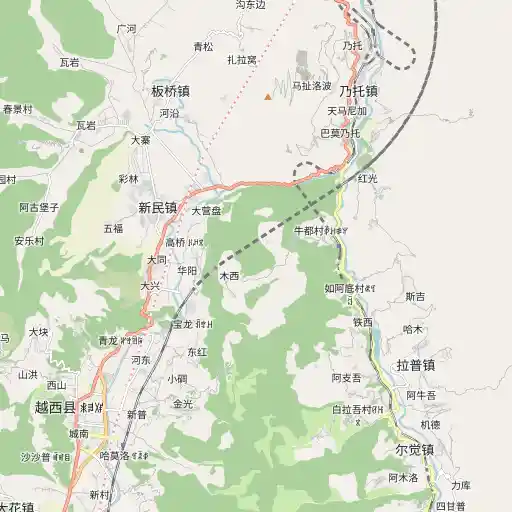 沟东边
广河
青松
乃托
瓦岩
扎拉窝
马扯洛波
板桥镇
乃托镇
春景村
河沿
天马尼加
瓦岩
巴莫乃托
大寨
彩林
红光
园村
阿古堡子
新民镇
大营盘
五福
牛都村
安乐村
高桥
大同
华阳
木西
大兴
如阿底村
斯吉
马
大块
宝龙
铁西
哈木
青龙
东红
河东
拉普镇
山洪
西山
小碉
阿支吾
阿牛吾
越西县
金光
新普
白拉吾村
机德
城南
尔觉镇
沙沙普
哈莫洛
阿木洛
力库
新村
大花镇
四甘普